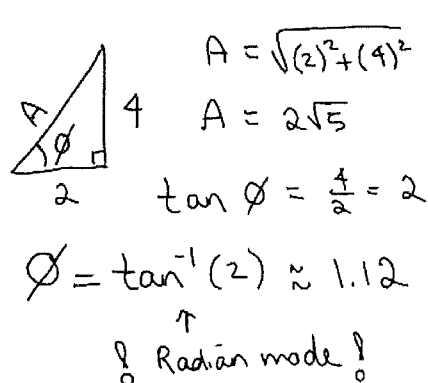 A = √(2)²+(4)²
A
4
A = 2√5
ø
2
tan ø = 4/2 = 2
ø = tan⁻¹(2) ≈ 1.12
↑
! Radian mode !